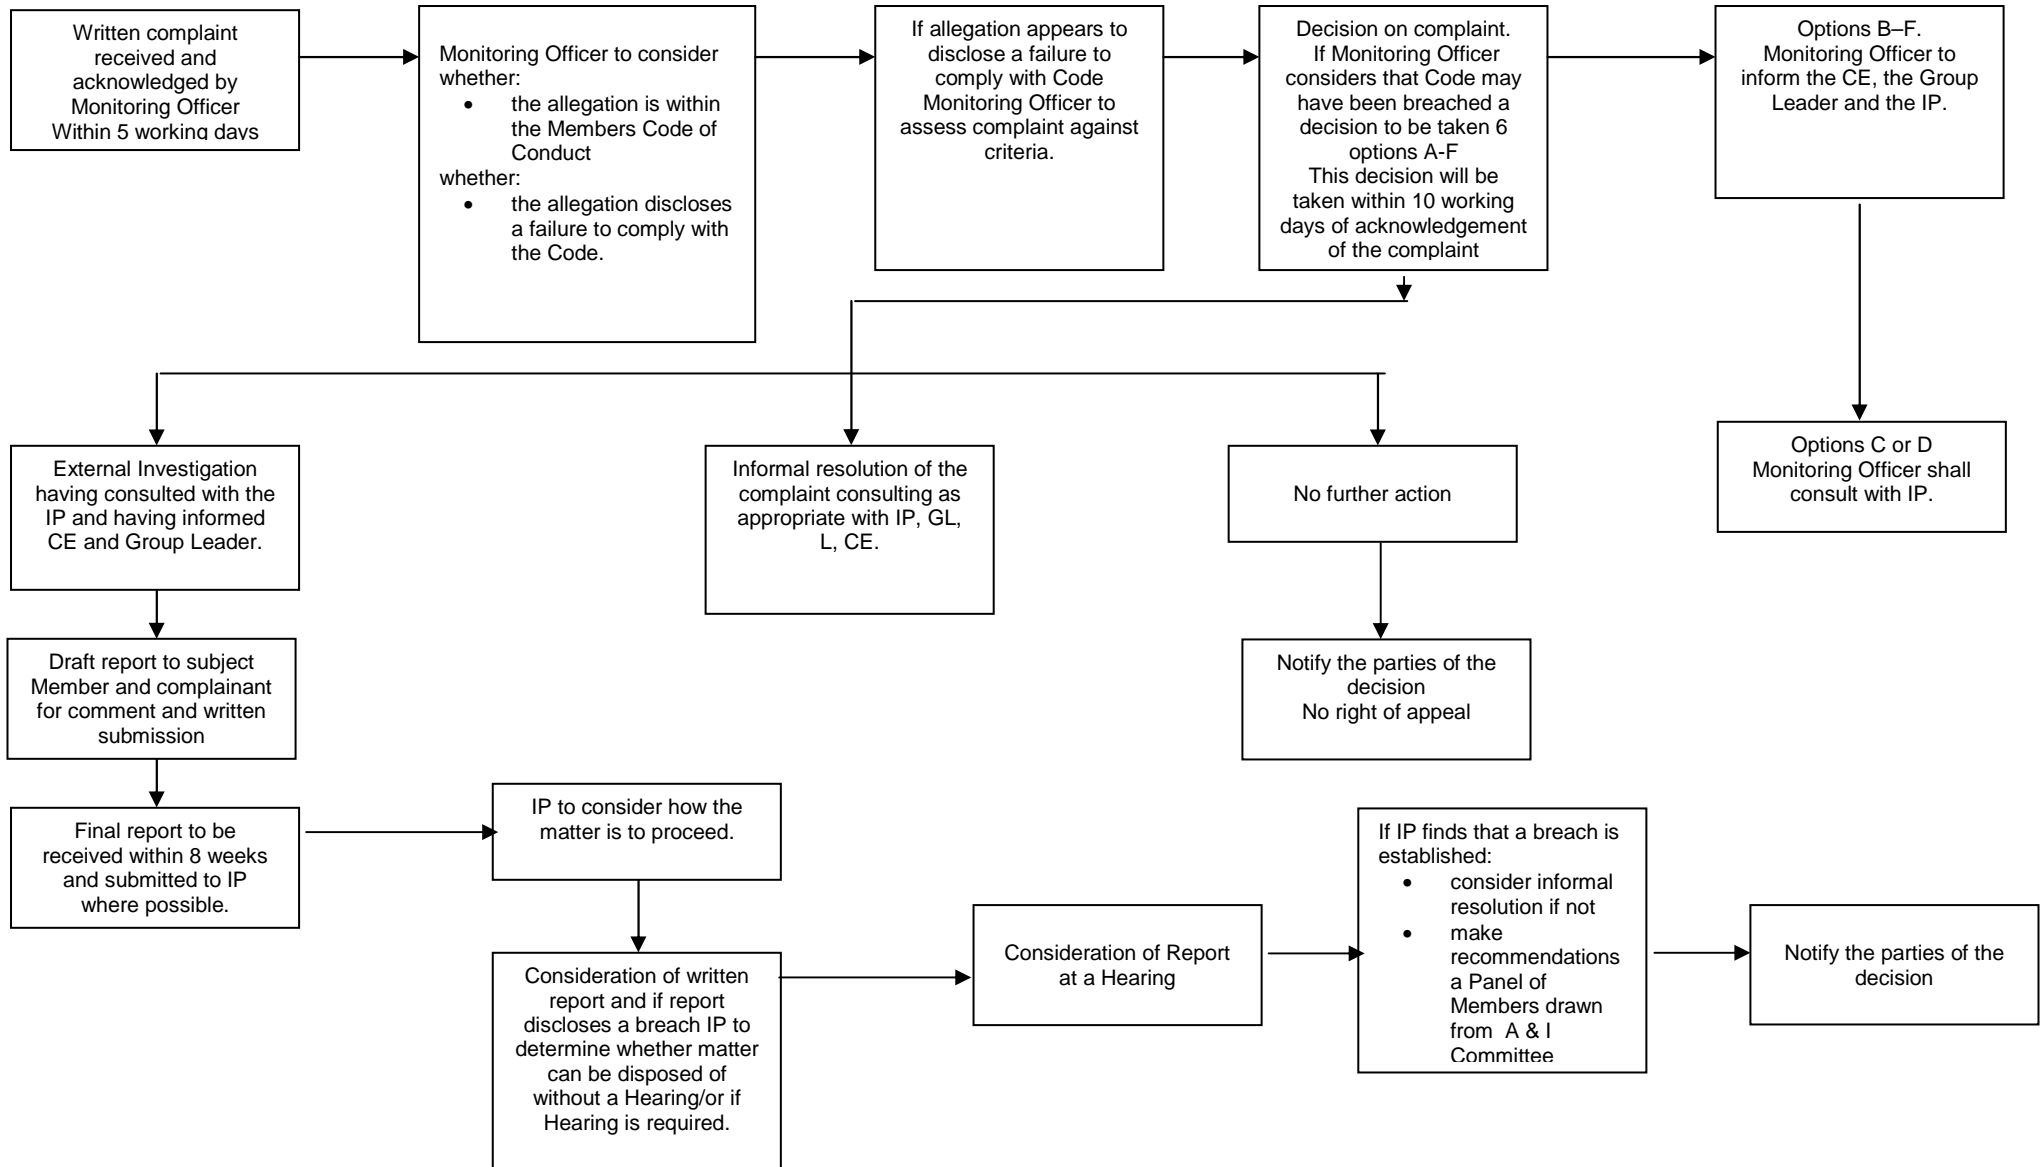 Written complaint
received and
acknowledged by
Monitoring Officer
Within 5 working days
Monitoring Officer to consider
whether:
• the allegation is within
the Members Code of
Conduct
whether:
• the allegation discloses
a failure to comply with
the Code.
If allegation appears to
disclose a failure to
comply with Code
Monitoring Officer to
assess complaint against
criteria.
Decision on complaint.
If Monitoring Officer
considers that Code may
have been breached a
decision to be taken 6
options A-F
This decision will be
taken within 10 working
days of acknowledgement
of the complaint
Options B–F.
Monitoring Officer to
inform the CE, the Group
Leader and the IP.
External Investigation
having consulted with the
IP and having informed
CE and Group Leader.
Informal resolution of the
complaint consulting as
appropriate with IP, GL,
L, CE.
No further action
Options C or D
Monitoring Officer shall
consult with IP.
Draft report to subject
Member and complainant
for comment and written
submission
Notify the parties of the
decision
No right of appeal
Final report to be
received within 8 weeks
and submitted to IP
where possible.
IP to consider how the
matter is to proceed.
Consideration of written
report and if report
discloses a breach IP to
determine whether matter
can be disposed of
without a Hearing/or if
Hearing is required.
Consideration of Report
at a Hearing
If IP finds that a breach is
established:
• consider informal
resolution if not
• make
recommendations
a Panel of
Members drawn
from A & I
Committee
Notify the parties of the
decision